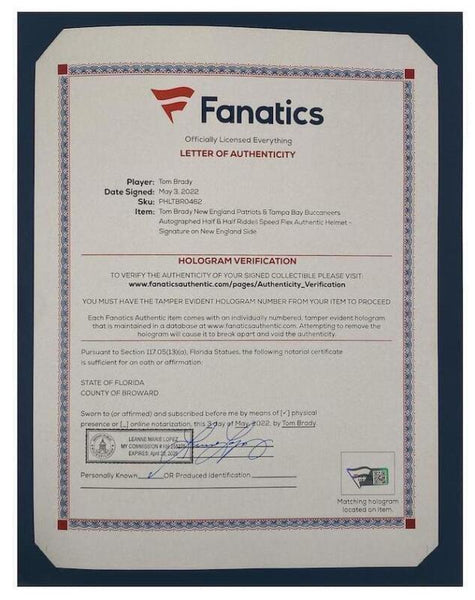 Fanatics
Officially Licensed Everything
LETTER OF AUTHENTICITY
Player: Tom Brady
Date Signed: May 3, 2022
Sku: PHLTBR0462
Item: Tom Brady New England Patriots & Tampa Bay Buccaneers
Autographed Half & Half Riddell Speed Flex Authentic Helmet -
Signature on New England Side
HOLOGRAM VERIFICATION
TO VERIFY THE AUTHENTICITY OF YOUR SIGNED COLLECTIBLE PLEASE VISIT:
www.fanaticsauthentic.com/pages/Authenticity_Verification
YOU MUST HAVE THE TAMPER EVIDENT HOLOGRAM NUMBER FROM YOUR ITEM TO PROCEED
Each Fanatics Authentic item comes with an individually numbered, tamper evident hologram
that is maintained in a database at www.fanaticsauthentic.com. Attempting to remove the
hologram will cause it to break apart and void the authenticity.
Pursuant to Section 117.05(13)(a), Florida Statues, the following notarial certificate
is sufficient for an oath or affirmation:
STATE OF FLORIDA
COUNTY OF BROWARD
Sworn to (or affirmed) and subscribed before me by means of [✓] physical
presence or [_] online notarization, this 3 day of May, 2022, by Tom Brady.
LEANNE MARIE LOPEZ
MY COMMISSION # HH
EXPIRES: April 2025
Personally Known OR Produced Identification
Matching hologram
located on item.